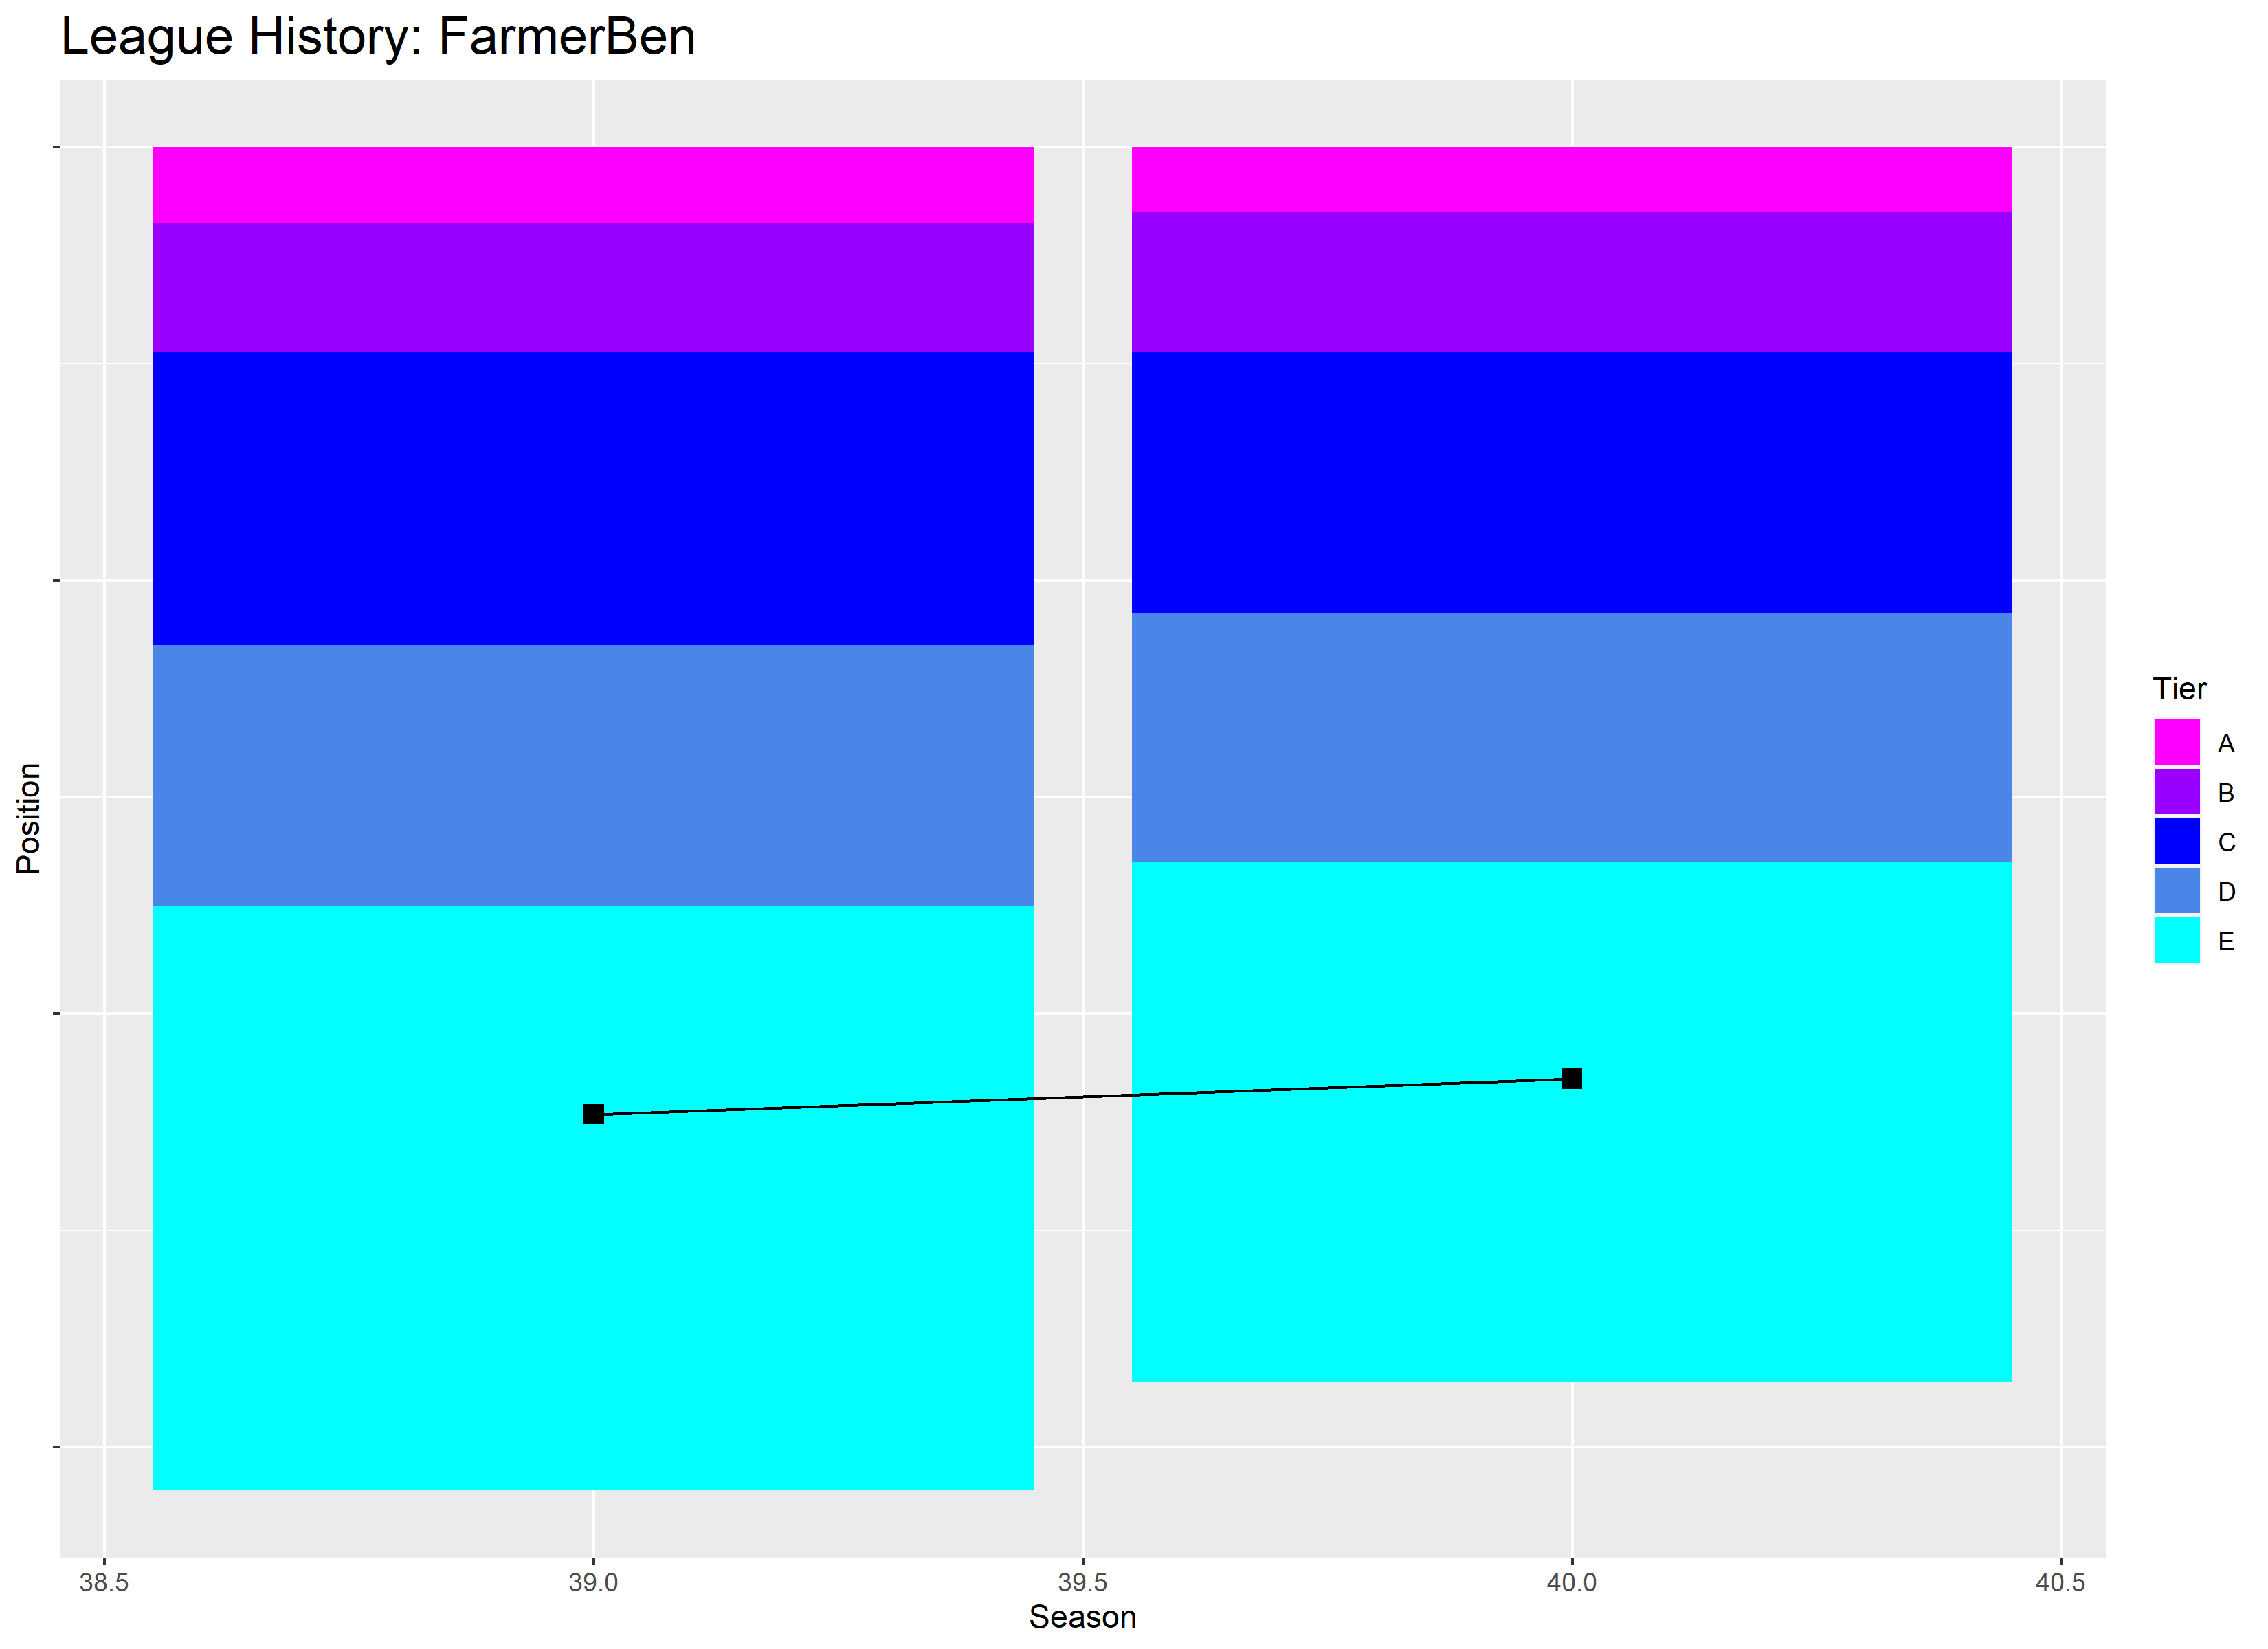 League History: FarmerBen
Position
38.5
39.0
39.5
40.0
40.5
Season
Tier
A
B
C
D
E